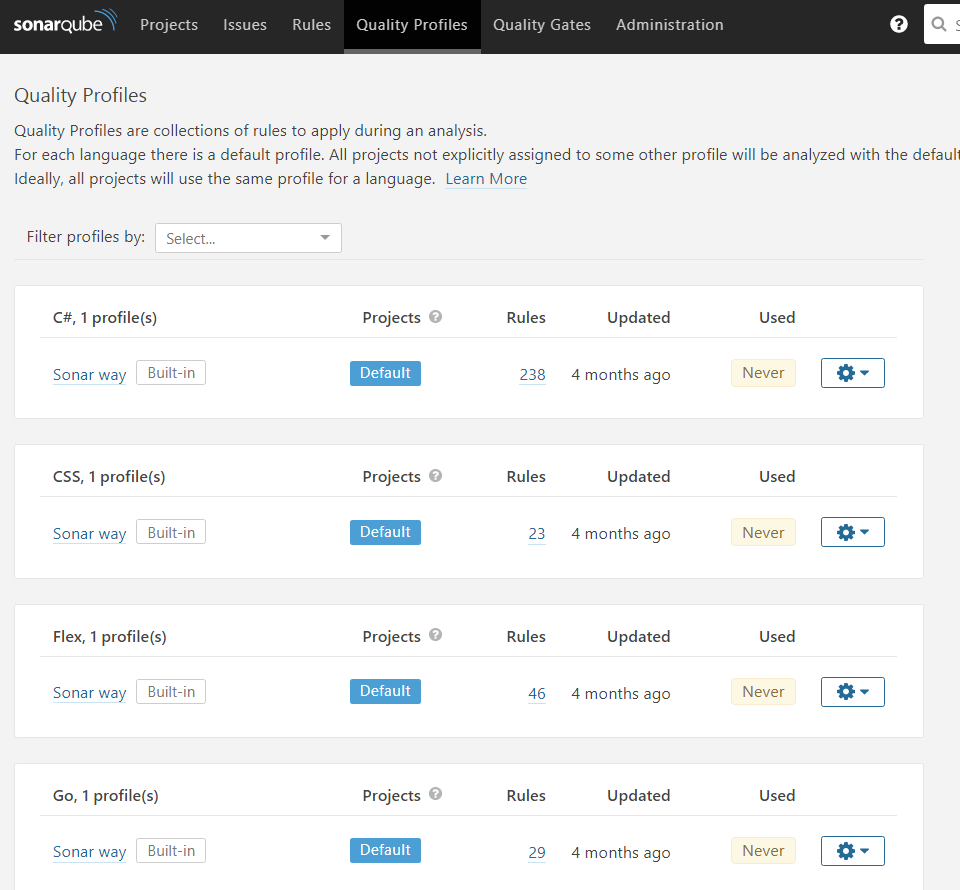 sonarqube Projects Issues Rules Quality Profiles Quality Gates Administration ?
Quality Profiles
Quality Profiles are collections of rules to apply during an analysis.
For each language there is a default profile. All projects not explicitly assigned to some other profile will be analyzed with the default
Ideally, all projects will use the same profile for a language. Learn More
Filter profiles by: Select...
C#, 1 profile(s) Projects ? Rules Updated Used
Sonar way Built-in Default 238 4 months ago Never
CSS, 1 profile(s) Projects ? Rules Updated Used
Sonar way Built-in Default 23 4 months ago Never
Flex, 1 profile(s) Projects ? Rules Updated Used
Sonar way Built-in Default 46 4 months ago Never
Go, 1 profile(s) Projects ? Rules Updated Used
Sonar way Built-in Default 29 4 months ago Never